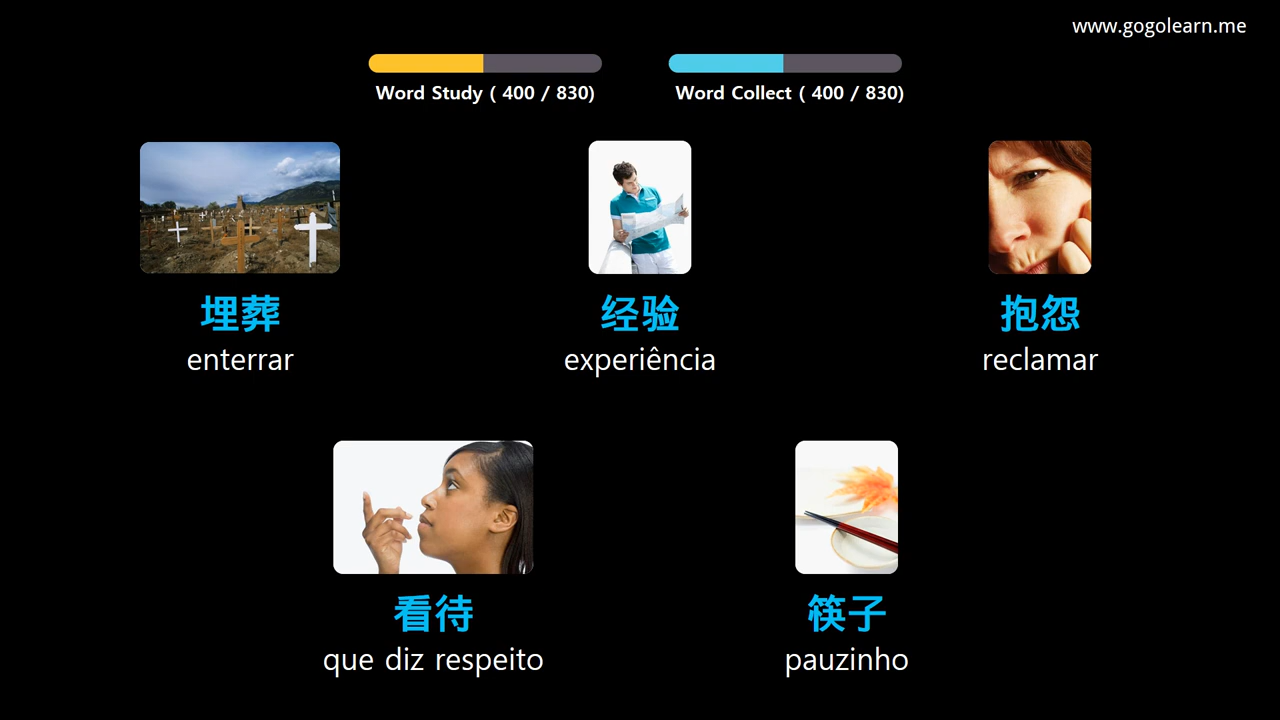 www.gogolearn.me
Word Study ( 400 / 830)
Word Collect ( 400 / 830)
埋葬
enterrar
经验
experiência
抱怨
reclamar
看待
que diz respeito
筷子
pauzinho